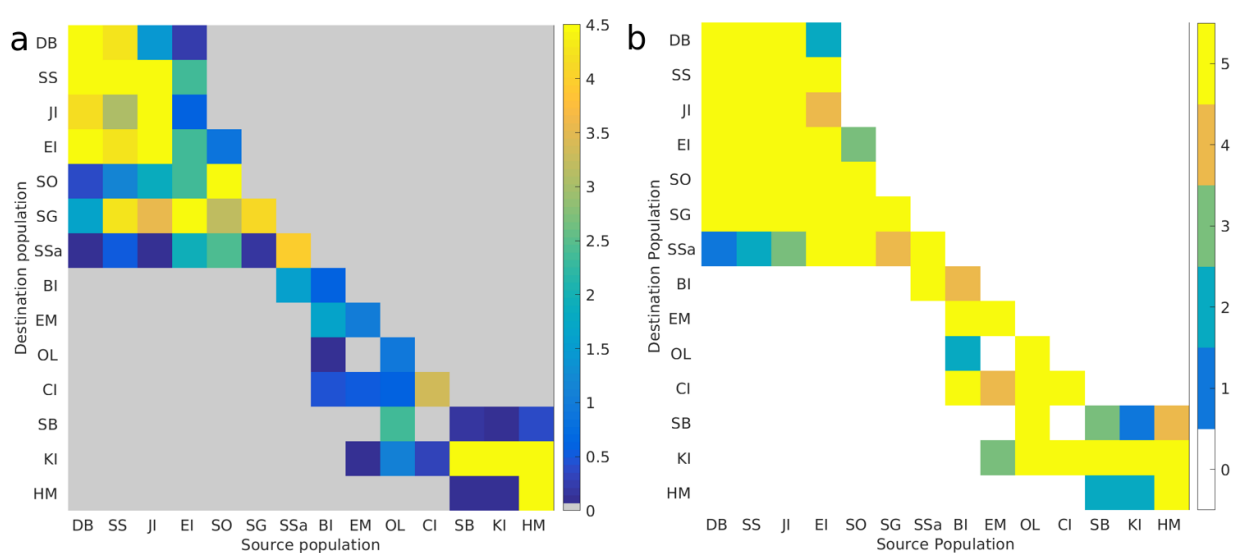 a
DB
SS
JI
EI
SO
SG
SSa
BI
EM
OL
CI
SB
KI
HM
Destination population
DB SS JI EI SO SG SSa BI EM OL CI SB KI HM
Source population
4.5
4
3.5
3
2.5
2
1.5
1
0.5
0
b
DB
SS
JI
EI
SO
SG
SSa
BI
EM
OL
CI
SB
KI
HM
Destination Population
DB SS JI EI SO SG SSa BI EM OL CI SB KI HM
Source Population
5
4
3
2
1
0